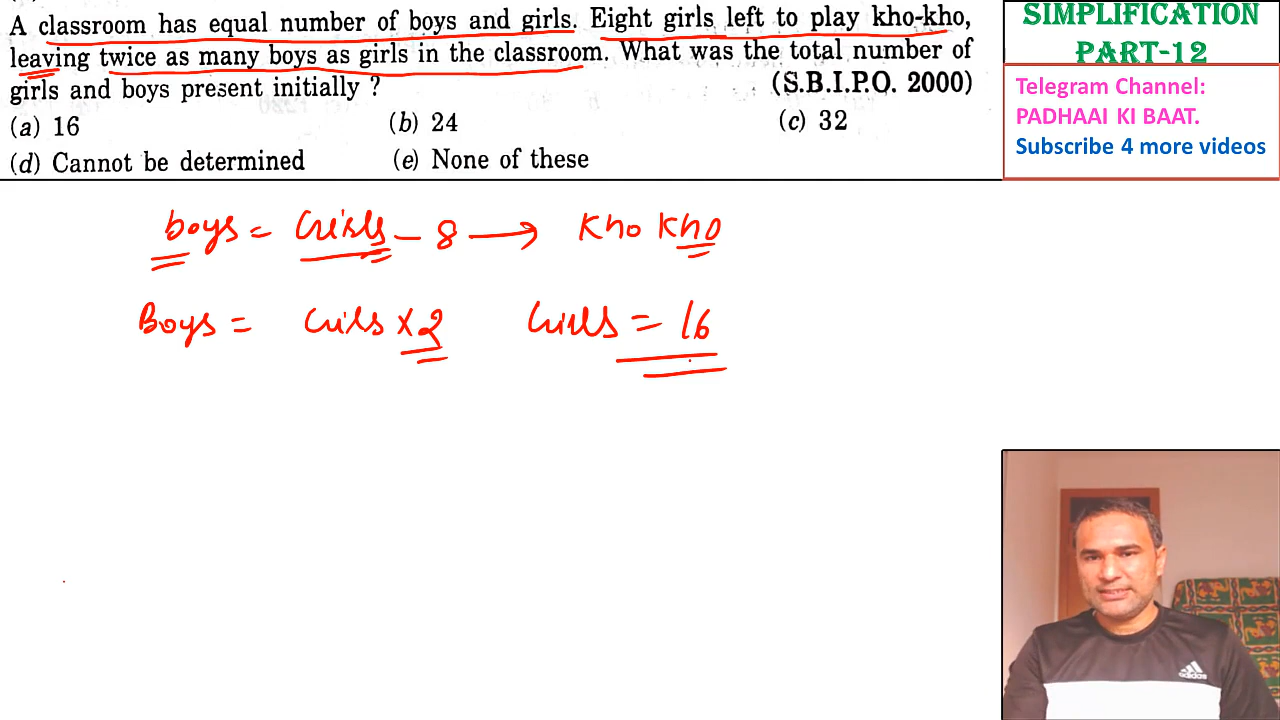 A classroom has equal number of boys and girls. Eight girls left to play kho-kho,
leaving twice as many boys as girls in the classroom. What was the total number of
girls and boys present initially ?
(S.B.I.P.O. 2000)
(a) 16
(b) 24
(c) 32
(d) Cannot be determined
(e) None of these
SIMPLIFICATION
PART-12
Telegram Channel:
PADHAAI KI BAAT.
Subscribe 4 more videos
boys = Girls - 8 → Kho Kho
Boys = Girls × 2 Girls = 16
adidas